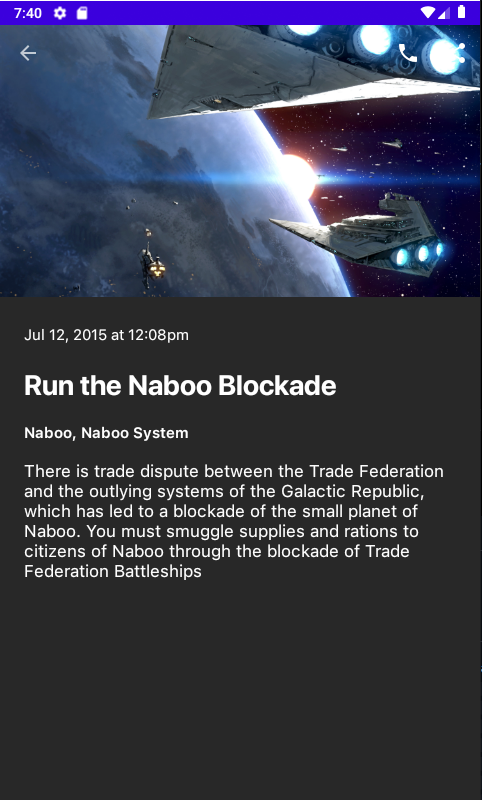 7:40
Jul 12, 2015 at 12:08pm
Run the Naboo Blockade
Naboo, Naboo System
There is trade dispute between the Trade Federation
and the outlying systems of the Galactic Republic,
which has led to a blockade of the small planet of
Naboo. You must smuggle supplies and rations to
citizens of Naboo through the blockade of Trade
Federation Battleships